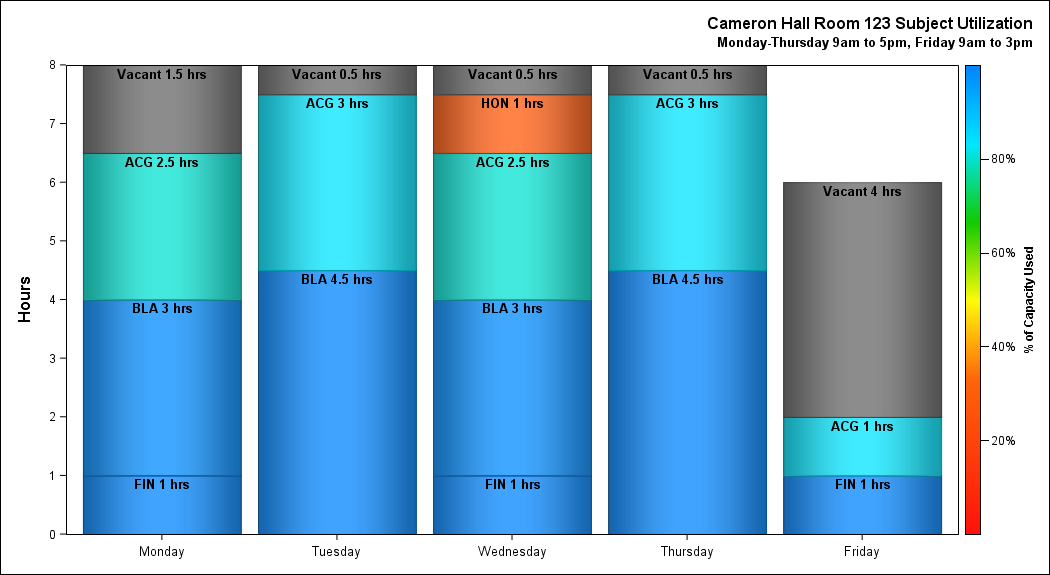 Cameron Hall Room 123 Subject Utilization
Monday-Thursday 9am to 5pm, Friday 9am to 3pm
Hours
8
7
6
5
4
3
2
1
0
Vacant 1.5 hrs
ACG 2.5 hrs
BLA 3 hrs
FIN 1 hrs
Vacant 0.5 hrs
ACG 3 hrs
BLA 4.5 hrs
Vacant 0.5 hrs
HON 1 hrs
ACG 2.5 hrs
BLA 3 hrs
FIN 1 hrs
Vacant 0.5 hrs
ACG 3 hrs
BLA 4.5 hrs
Vacant 4 hrs
ACG 1 hrs
FIN 1 hrs
Monday
Tuesday
Wednesday
Thursday
Friday
80%
60%
40%
20%
% of Capacity Used